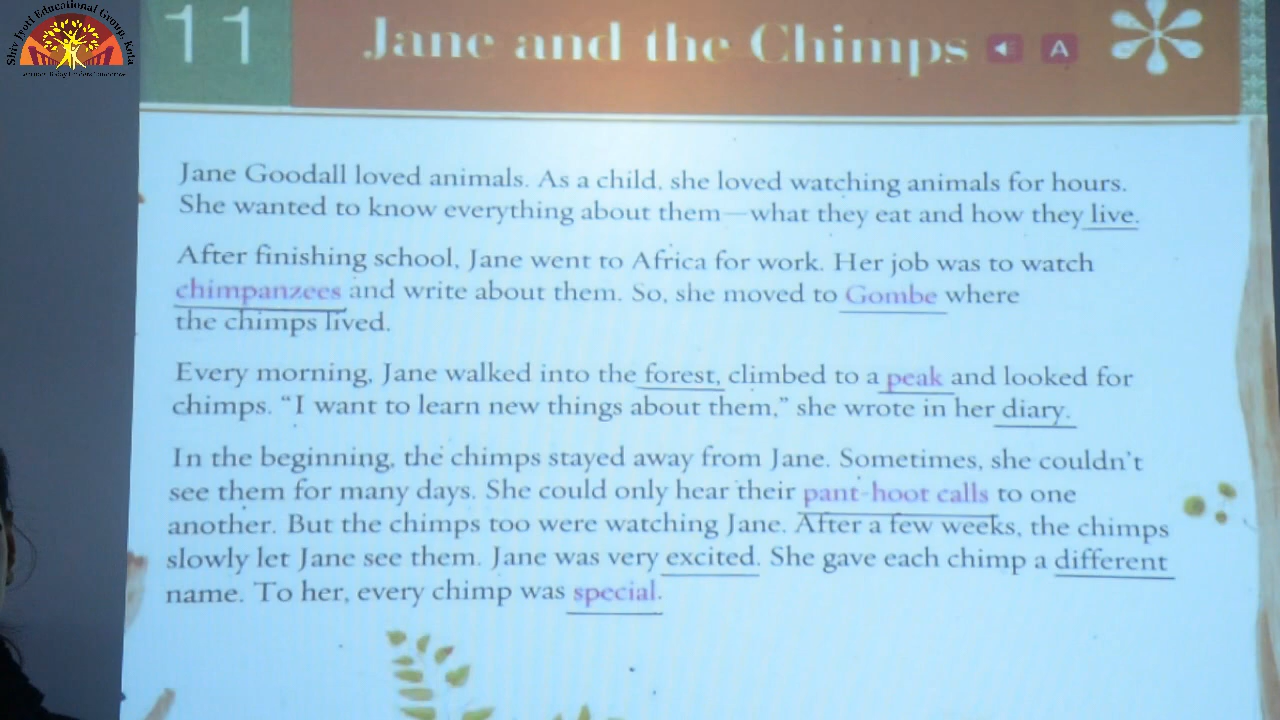 Shiv Jyoti Educational Group, Kota
11
Jane and the Chimps
A
Jane Goodall loved animals. As a child, she loved watching animals for hours.
She wanted to know everything about them—what they eat and how they live.
After finishing school, Jane went to Africa for work. Her job was to watch
chimpanzees and write about them. So, she moved to Gombe where
the chimps lived.
Every morning, Jane walked into the forest, climbed to a peak and looked for
chimps. “I want to learn new things about them,” she wrote in her diary.
In the beginning, the chimps stayed away from Jane. Sometimes, she couldn't
see them for many days. She could only hear their pant-hoot calls to one
another. But the chimps too were watching Jane. After a few weeks, the chimps
slowly let Jane see them. Jane was very excited. She gave each chimp a different
name. To her, every chimp was special.